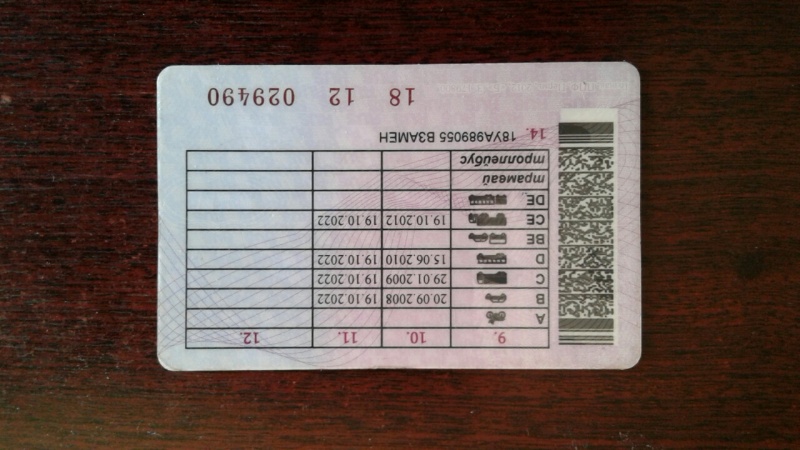 9. 10. 11. 12.
A
B 20.09.2008 19.10.2022
C 29.01.2009 19.10.2022
D 15.06.2010 19.10.2022
BE
CE 19.10.2012 19.10.2022
DE
трамвай
троллейбус
14. 18УА989055 ВЗАМЕН
18 12 029490